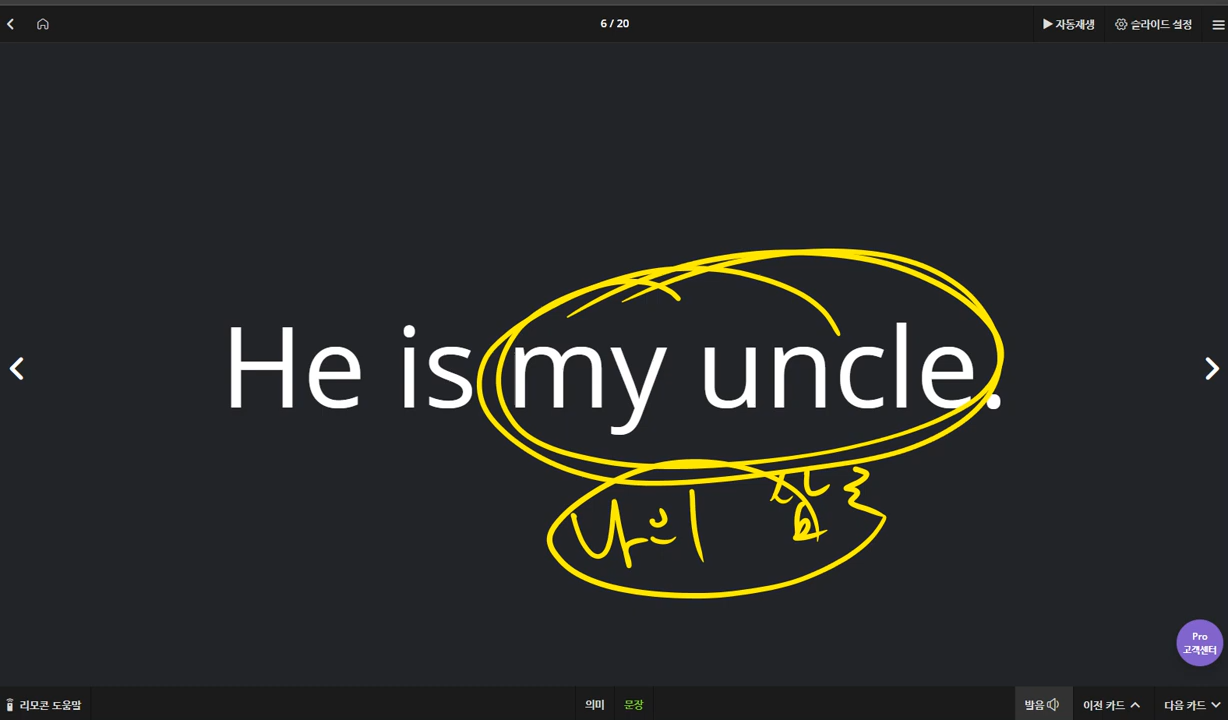 6 / 20
자동재생
슬라이드 설정
He is my uncle.
나의
Pro
고객센터
리모콘 도움말
의미
문장
발음
이전 카드
다음 카드